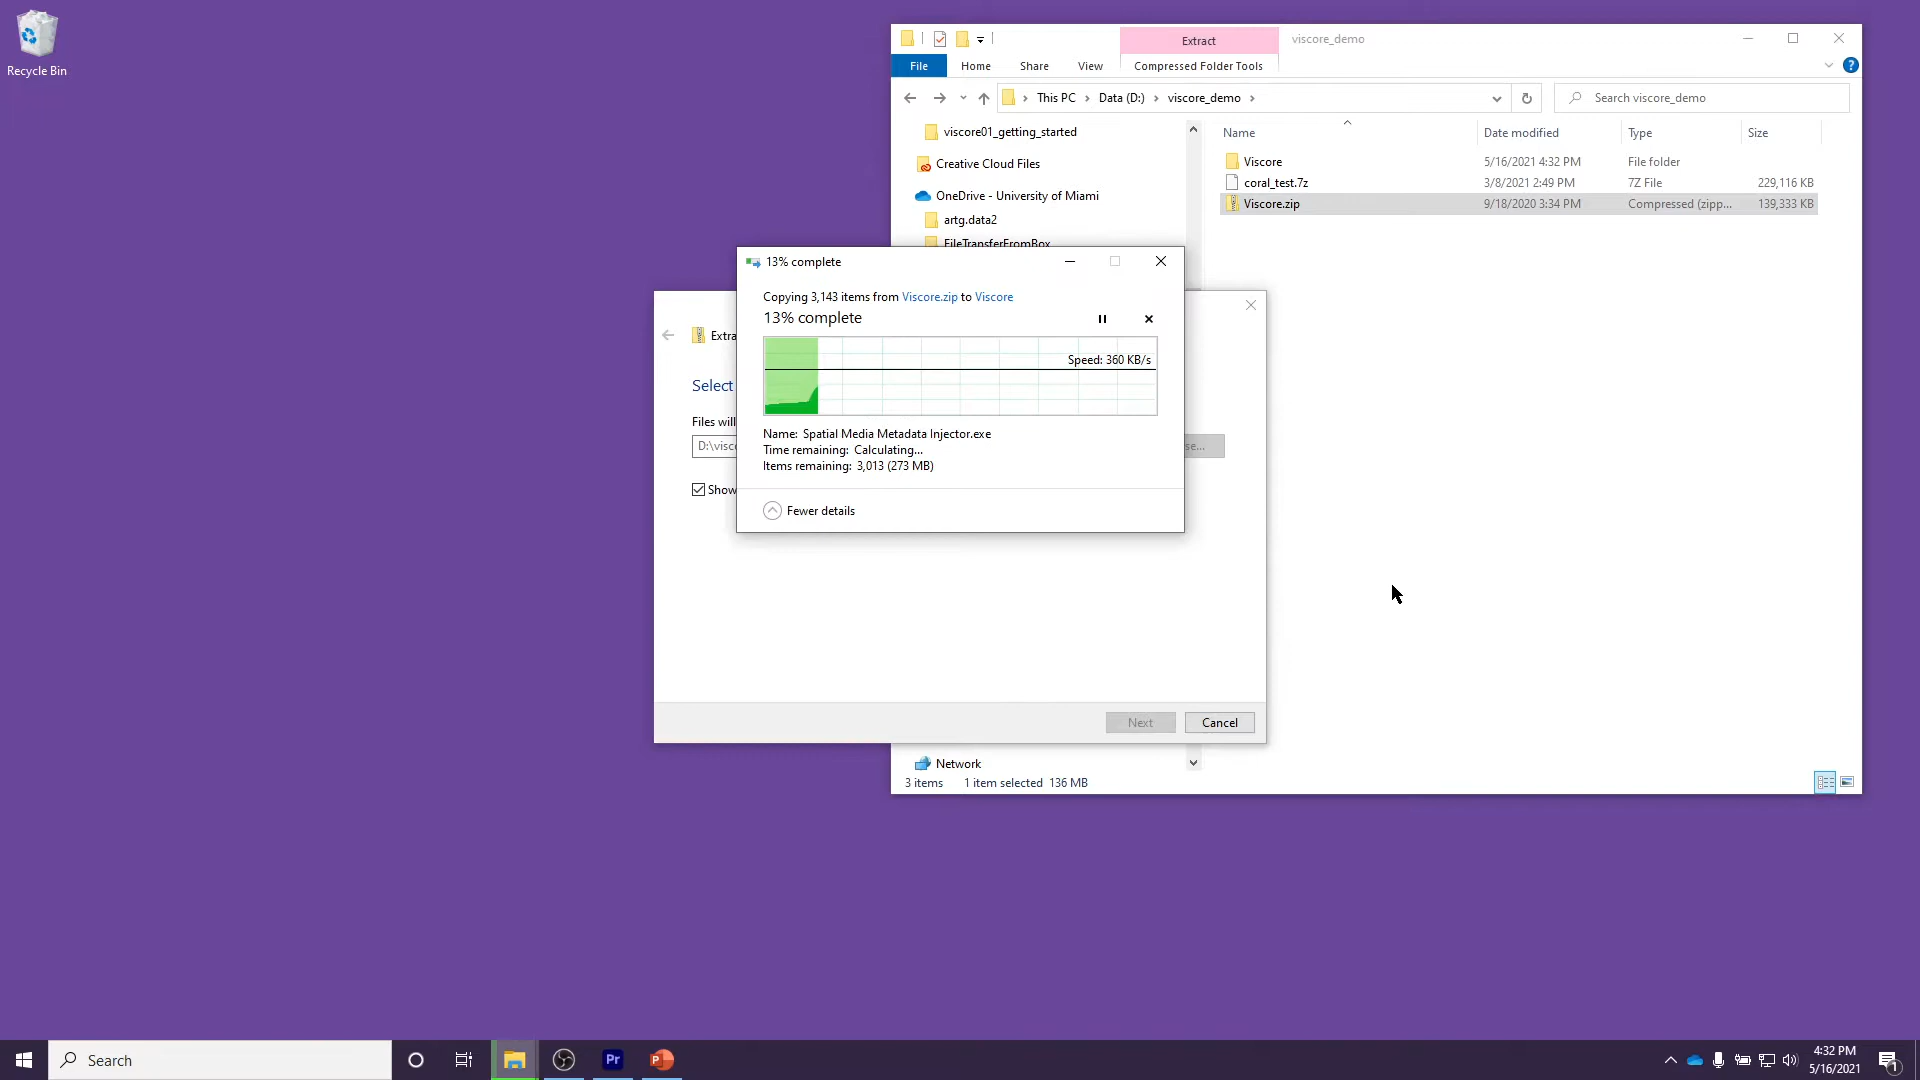 Recycle Bin
Extract
viscore_demo
File
Home
Share
View
Compressed Folder Tools
This PC
Data (D:)
viscore_demo
Search viscore_demo
viscore01_getting_started
Creative Cloud Files
OneDrive - University of Miami
artg.data2
FileTransferFromBox
Name
Date modified
Type
Size
Viscore
5/16/2021 4:32 PM
File folder
coral_test.7z
3/8/2021 2:49 PM
7Z File
229,116 KB
Viscore.zip
9/18/2020 3:34 PM
Compressed (zipp...
139,333 KB
13% complete
Copying 3,143 items from Viscore.zip to Viscore
13% complete
Speed: 360 KB/s
Name: Spatial Media Metadata Injector.exe
Time remaining: Calculating...
Items remaining: 3,013 (273 MB)
Fewer details
Extra
Select
Files will
D:\visco
se...
Show
Next
Cancel
Network
3 items
1 item selected 136 MB
Search
Pr
P
4:32 PM
5/16/2021
1